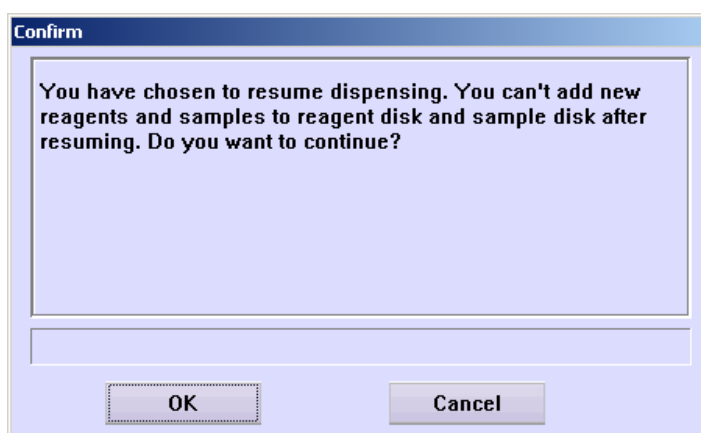 Confirm
You have chosen to resume dispensing. You can't add new
reagents and samples to reagent disk and sample disk after
resuming. Do you want to continue?
OK
Cancel